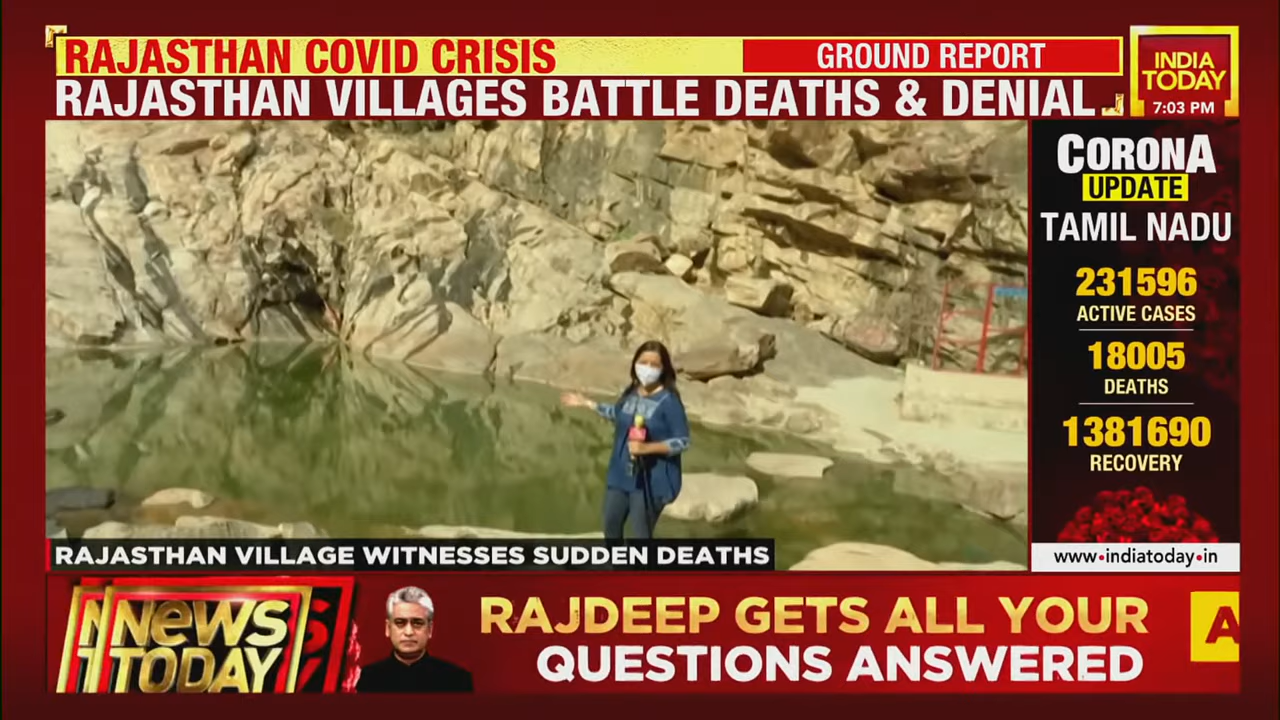 RAJASTHAN COVID CRISIS
GROUND REPORT
INDIA
TODAY
7:03 PM
RAJASTHAN VILLAGES BATTLE DEATHS & DENIAL
CORONA
UPDATE
TAMIL NADU
231596
ACTIVE CASES
18005
DEATHS
1381690
RECOVERY
www•indiatoday•in
RAJASTHAN VILLAGE WITNESSES SUDDEN DEATHS
NEWS
TODAY
RAJDEEP GETS ALL YOUR
QUESTIONS ANSWERED
A